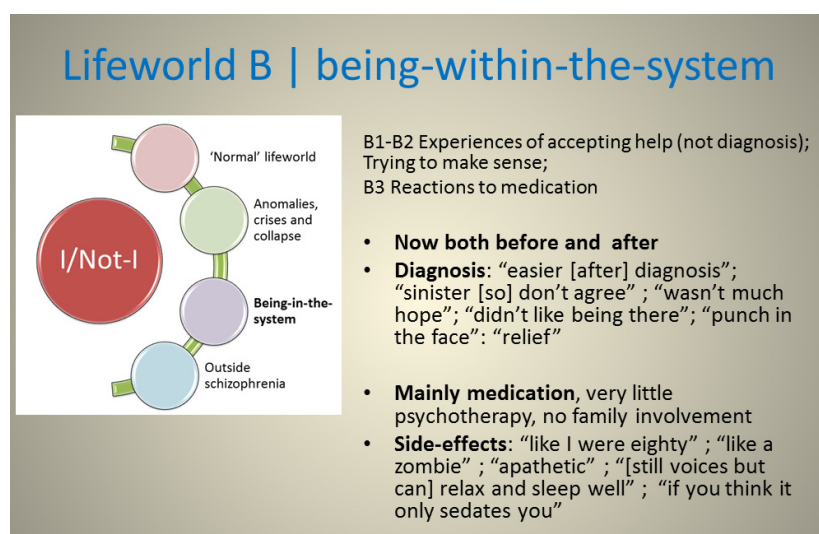 Lifeworld B | being-within-the-system
I/Not-I
'Normal' lifeworld
Anomalies,
crises and
collapse
Being-in-the-
system
Outside
schizophrenia
B1-B2 Experiences of accepting help (not diagnosis);
Trying to make sense;
B3 Reactions to medication
• Now both before and after
• Diagnosis: “easier [after] diagnosis”;
“sinister [so] don’t agree” ; “wasn’t much
hope”; “didn’t like being there”; “punch in
the face”: “relief”
• Mainly medication, very little
psychotherapy, no family involvement
• Side-effects: “like I were eighty” ; “like a
zombie” ; “apathetic” ; “[still voices but
can] relax and sleep well” ; “if you think it
only sedates you”